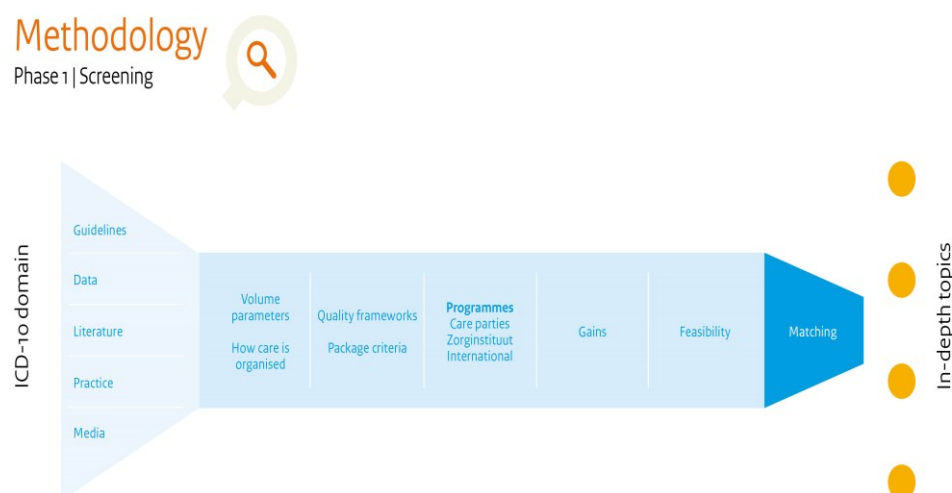 Methodology
Phase 1 | Screening
ICD-10 domain
Guidelines
Data
Literature
Practice
Media
Volume
parameters
How care is
organised
Quality frameworks
Package criteria
Programmes
Care parties
Zorginstituut
International
Gains
Feasibility
Matching
In-depth topics